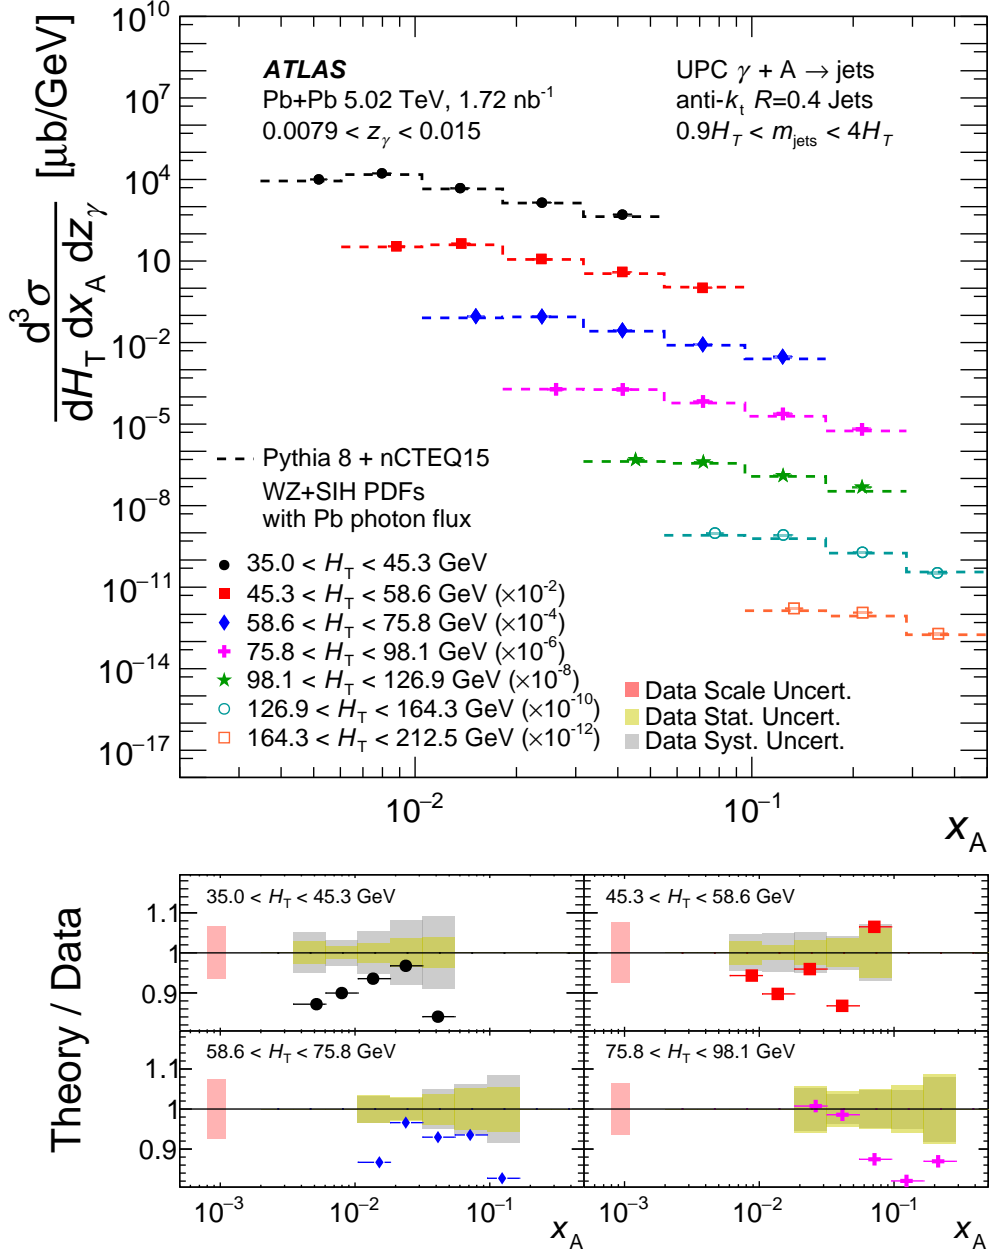 ATLAS
Pb+Pb 5.02 TeV, 1.72 nb⁻¹
0.0079 < z_γ < 0.015
UPC γ + A → jets
anti-k_t R=0.4 Jets
0.9H_T < m_jets < 4H_T
d³σ / dH_T dx_A dz_γ [μb/GeV]
10¹⁰
10⁷
10⁴
10
10⁻²
10⁻⁵
10⁻⁸
10⁻¹¹
10⁻¹⁴
10⁻¹⁷
Pythia 8 + nCTEQ15
WZ+SIH PDFs
with Pb photon flux
35.0 < H_T < 45.3 GeV
45.3 < H_T < 58.6 GeV (×10⁻²)
58.6 < H_T < 75.8 GeV (×10⁻⁴)
75.8 < H_T < 98.1 GeV (×10⁻⁶)
98.1 < H_T < 126.9 GeV (×10⁻⁸)
126.9 < H_T < 164.3 GeV (×10⁻¹⁰)
164.3 < H_T < 212.5 GeV (×10⁻¹²)
Data Scale Uncert.
Data Stat. Uncert.
Data Syst. Uncert.
10⁻² 10⁻¹
x_A
Theory / Data
35.0 < H_T < 45.3 GeV
45.3 < H_T < 58.6 GeV
1.1
1
0.9
58.6 < H_T < 75.8 GeV
75.8 < H_T < 98.1 GeV
1.1
1
0.9
10⁻³ 10⁻² 10⁻¹
x_A
10⁻³ 10⁻² 10⁻¹
x_A